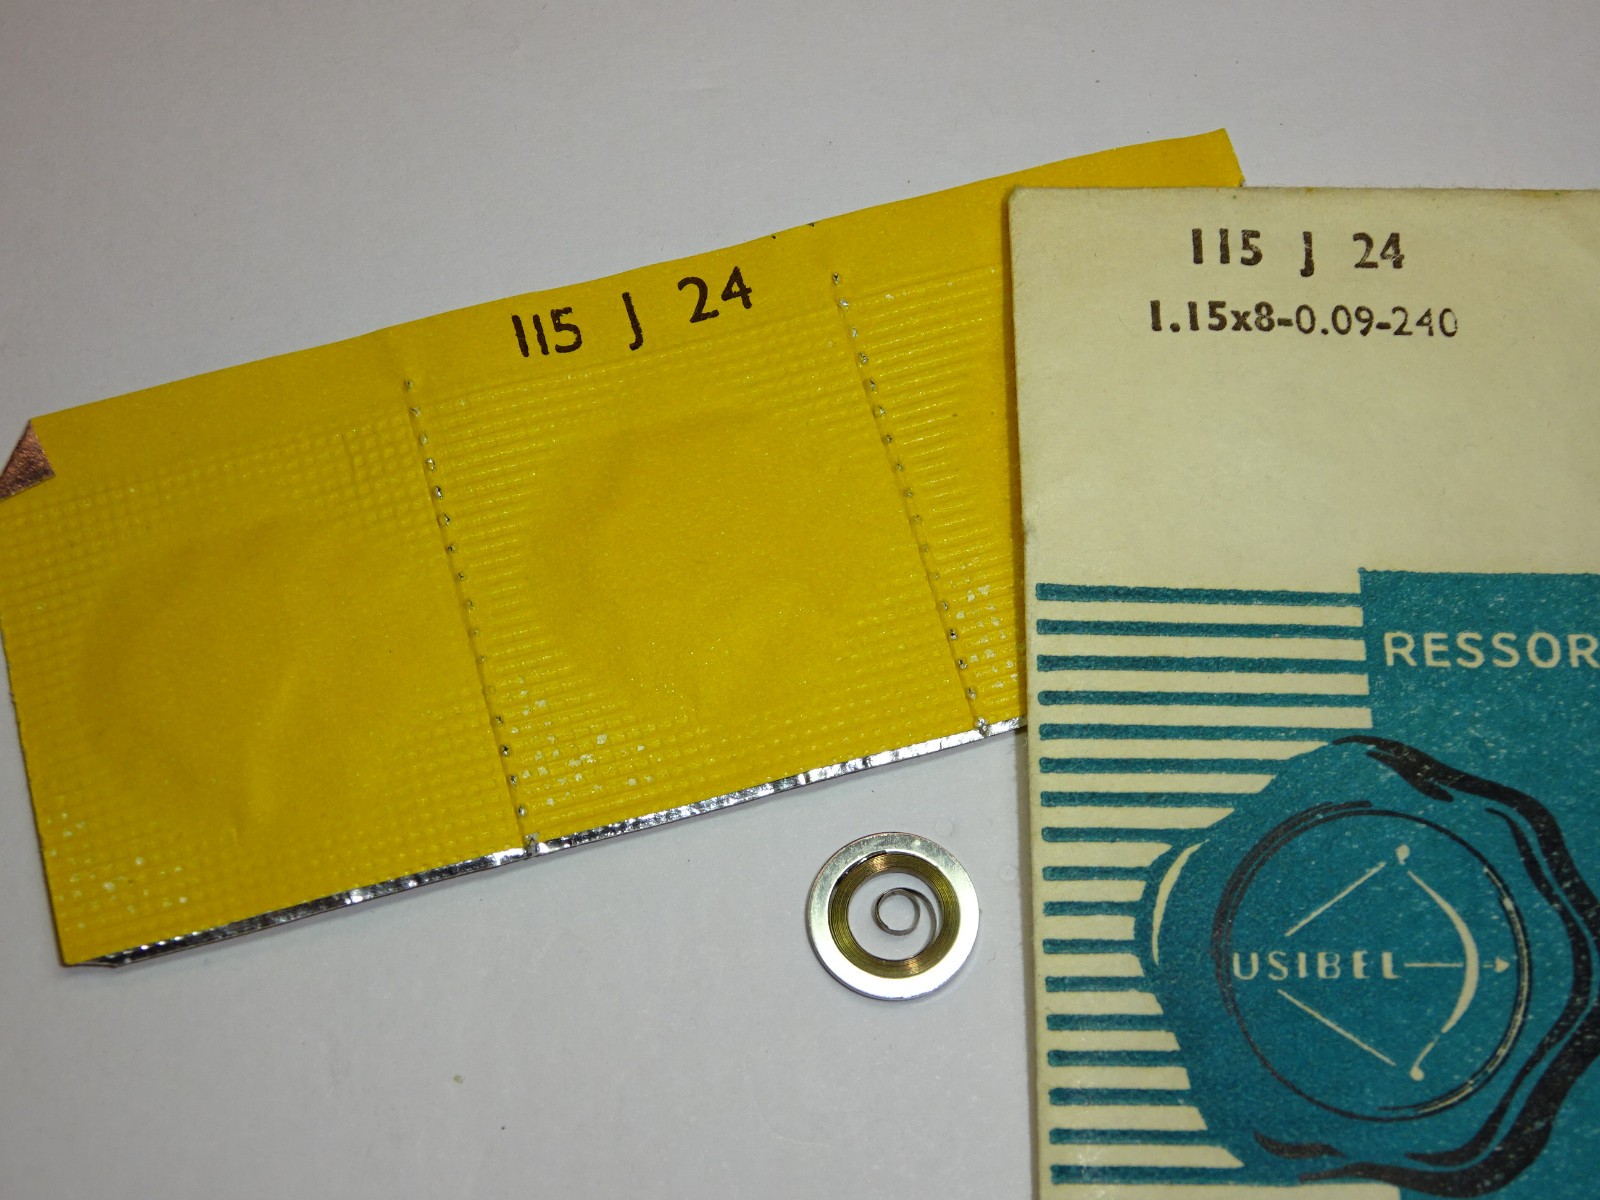 115 J 24
115 J 24
1.15x8-0.09-240
RESSOR
USIBEL